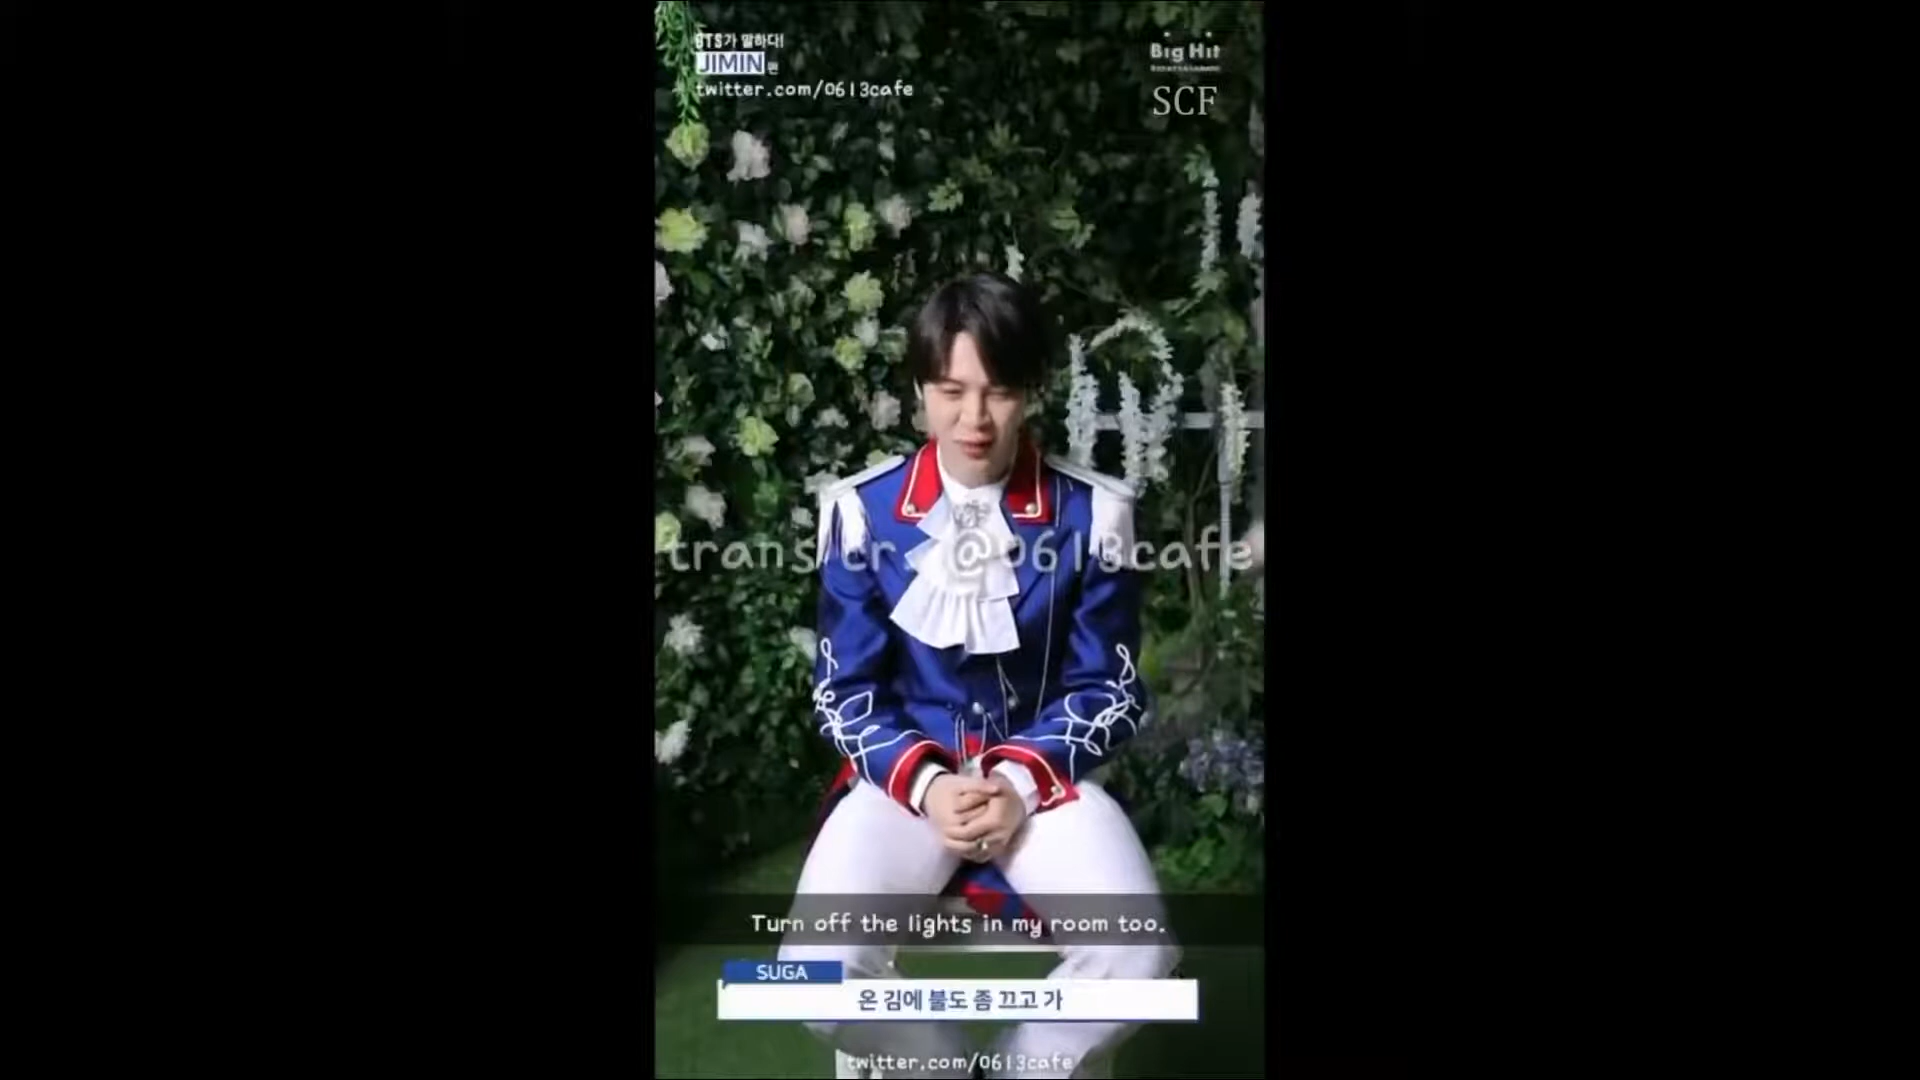 BTS가 말하다!
JIMIN편
twitter.com/0613cafe
Big Hit
ENTERTAINMENT
SCF
trans cr. @0613cafe
Turn off the lights in my room too.
SUGA
온 김에 불도 좀 끄고 가
twitter.com/0613cafe